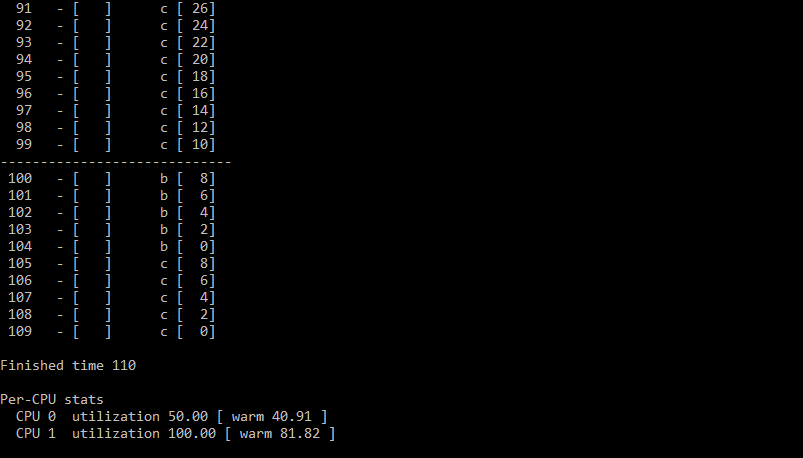 91   - [   ]      c [ 26]
  92   - [   ]      c [ 24]
  93   - [   ]      c [ 22]
  94   - [   ]      c [ 20]
  95   - [   ]      c [ 18]
  96   - [   ]      c [ 16]
  97   - [   ]      c [ 14]
  98   - [   ]      c [ 12]
  99   - [   ]      c [ 10]
-----------------------------
 100   - [   ]      b [  8]
 101   - [   ]      b [  6]
 102   - [   ]      b [  4]
 103   - [   ]      b [  2]
 104   - [   ]      b [  0]
 105   - [   ]      c [  8]
 106   - [   ]      c [  6]
 107   - [   ]      c [  4]
 108   - [   ]      c [  2]
 109   - [   ]      c [  0]
Finished time 110
Per-CPU stats
  CPU 0  utilization 50.00 [ warm 40.91 ]
  CPU 1  utilization 100.00 [ warm 81.82 ]